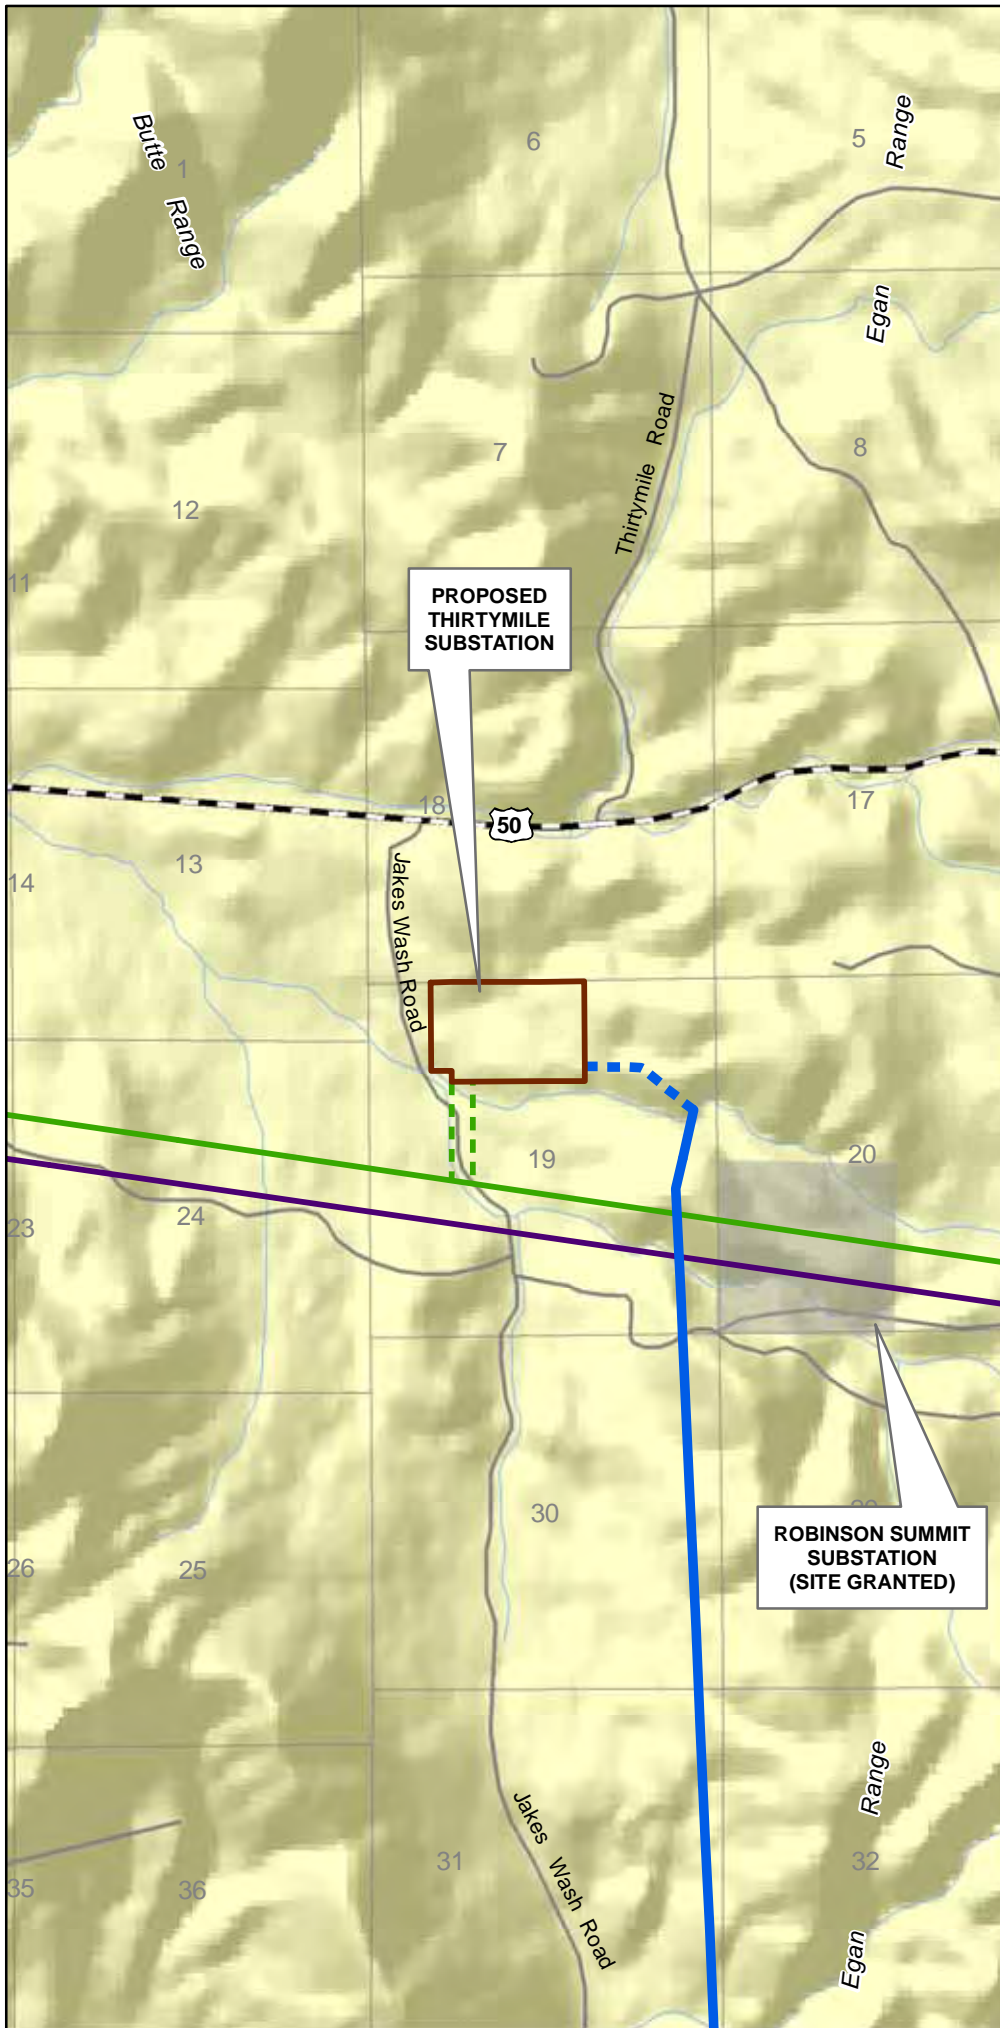 Butte Range
1
6
5
Range
Egan
7
8
12
Thirtymile Road
11
PROPOSED
THIRTYMILE
SUBSTATION
18
50
17
13
14
Jakes Wash Road
19
20
24
23
30
ROBINSON SUMMIT
SUBSTATION
(SITE GRANTED)
26
25
Range
Jakes Wash Road
31
32
35
36
Egan